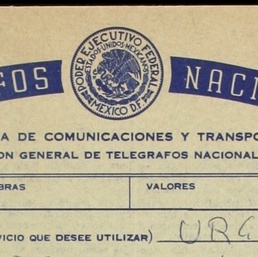 FOS NACI
PODER EJECUTIVO FEDERAL
ESTADOS UNIDOS MEXICANOS
MEXICO D.F.
A DE COMUNICACIONES Y TRANSPO
ON GENERAL DE TELEGRAFOS NACIONAL
BRAS VALORES
VICIO QUE DESEE UTILIZAR) URG